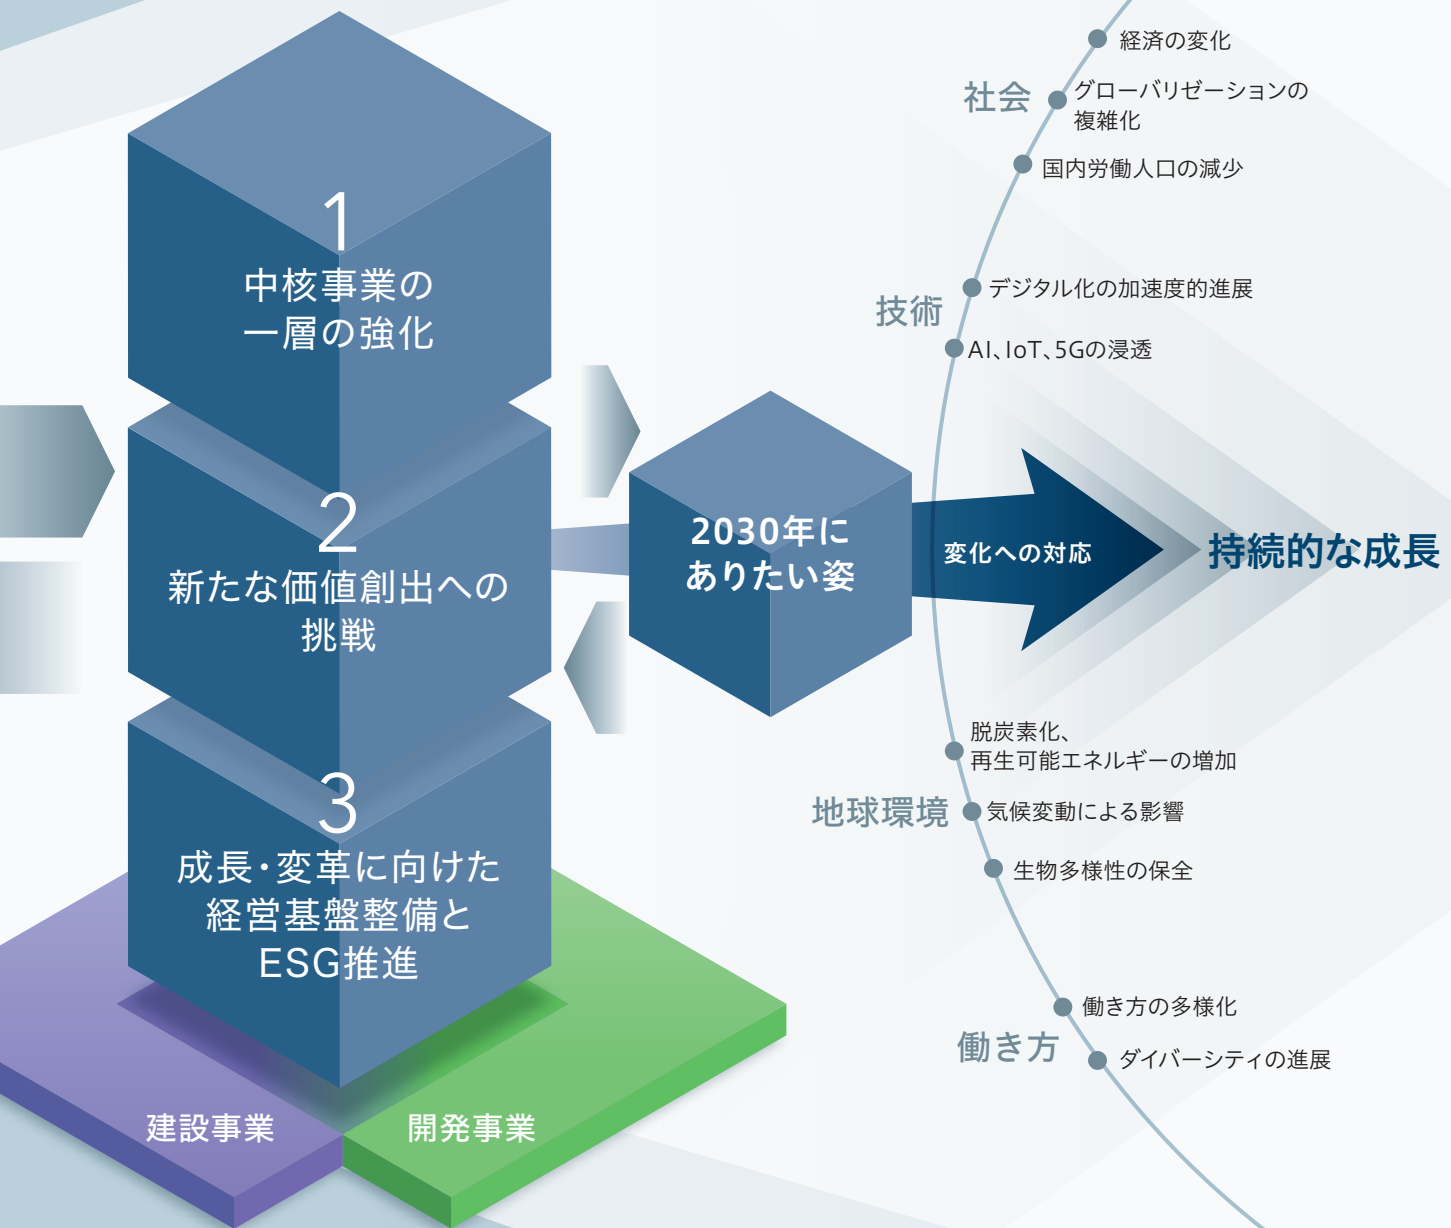 1
中核事業の
一層の強化
2
新たな価値創出への
挑戦
3
成長・変革に向けた
経営基盤整備と
ESG推進
建設事業
開発事業
2030年に
ありたい姿
変化への対応
持続的な成長
社会
経済の変化
グローバリゼーションの
複雑化
国内労働人口の減少
技術
デジタル化の加速度的進展
AI、IoT、5Gの浸透
地球環境
脱炭素化、
再生可能エネルギーの増加
気候変動による影響
生物多様性の保全
働き方
働き方の多様化
ダイバーシティの進展